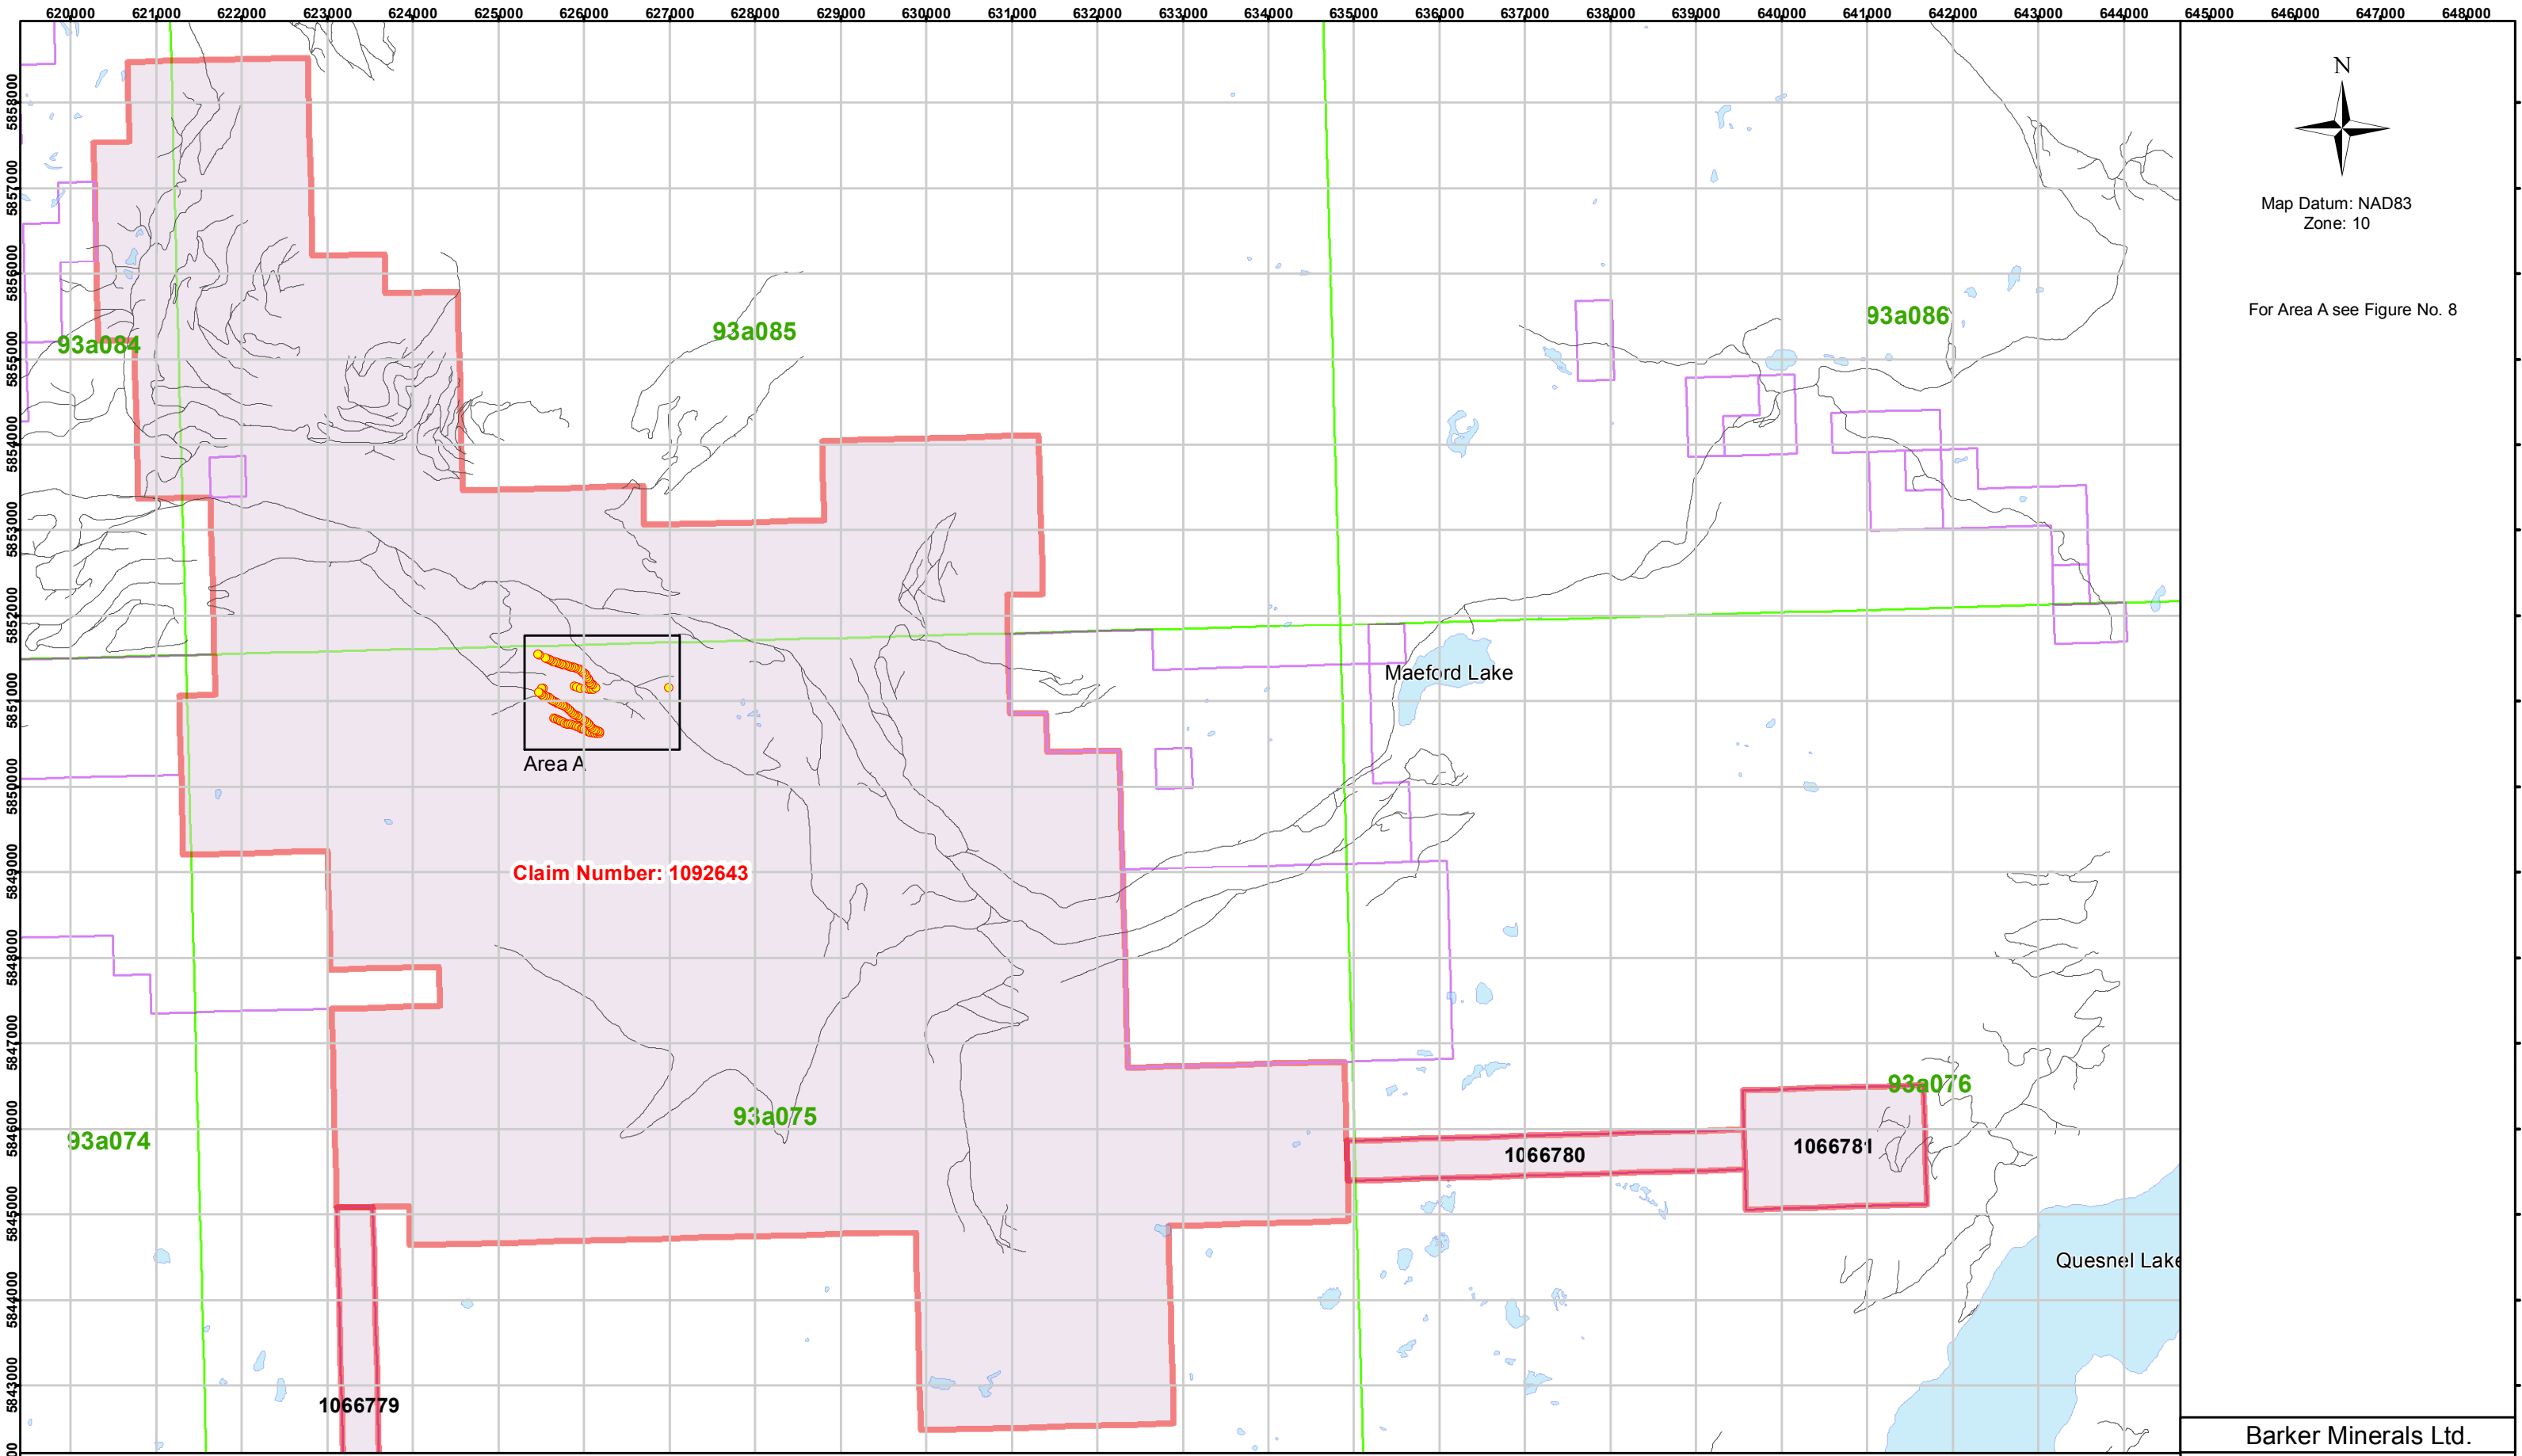 620000 621000 622000 623000 624000 625000 626000 627000 628000 629000 630000 631000 632000 633000 634000 635000 636000 637000 638000 639000 640000 641000 642000 643000 644000 645000 646000 647000 648000
N
Map Datum: NAD83
Zone: 10
For Area A see Figure No. 8
5858000
5857000
5856000
5855000
5854000
5853000
5852000
5851000
5850000
5849000
5848000
5847000
5846000
5845000
5844000
5843000
00
93a084
93a085
93a086
Maeford Lake
Area A
Claim Number: 1092643
93a074
93a075
93a076
1066780
1066781
Quesnel Lake
1066779
Barker Minerals Ltd.